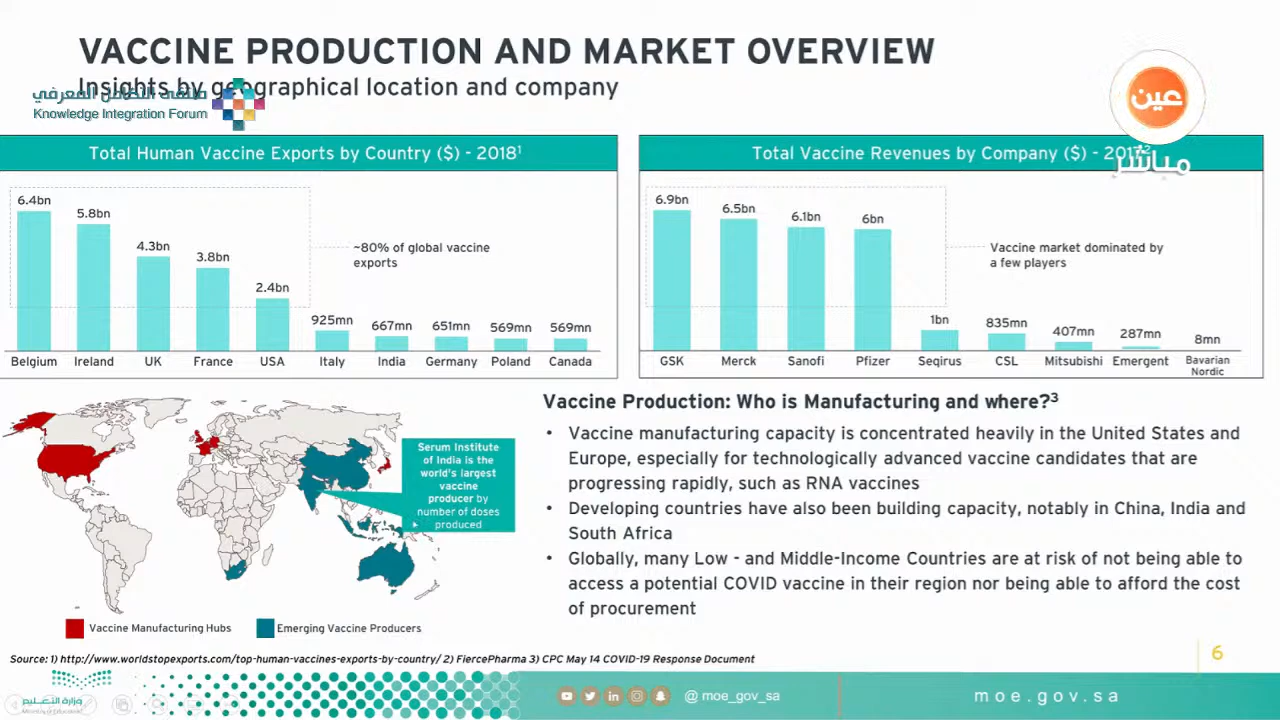 VACCINE PRODUCTION AND MARKET OVERVIEW
Insights by geographical location and company
ملتقى التكامل المعرفي
Knowledge Integration Forum
عين
مباشر
Total Human Vaccine Exports by Country ($) - 2018¹
6.4bn
5.8bn
4.3bn
3.8bn
2.4bn
925mn
667mn
651mn
569mn
569mn
~80% of global vaccine
exports
Belgium Ireland UK France USA Italy India Germany Poland Canada
Total Vaccine Revenues by Company ($) - 2017²
6.9bn
6.5bn
6.1bn
6bn
1bn
835mn
407mn
287mn
8mn
Vaccine market dominated by
a few players
GSK Merck Sanofi Pfizer Seqirus CSL Mitsubishi Emergent Bavarian
Nordic
Serum Institute
of India is the
world's largest
vaccine
producer by
number of doses
produced
Vaccine Manufacturing Hubs
Emerging Vaccine Producers
Vaccine Production: Who is Manufacturing and where?³
• Vaccine manufacturing capacity is concentrated heavily in the United States and
Europe, especially for technologically advanced vaccine candidates that are
progressing rapidly, such as RNA vaccines
• Developing countries have also been building capacity, notably in China, India and
South Africa
• Globally, many Low - and Middle-Income Countries are at risk of not being able to
access a potential COVID vaccine in their region nor being able to afford the cost
of procurement
Source: 1) http://www.worldstopexports.com/top-human-vaccines-exports-by-country/ 2) FiercePharma 3) CPC May 14 COVID-19 Response Document
6
وزارة التعليم
Ministry of Education
@ moe_gov_sa
moe.gov.sa